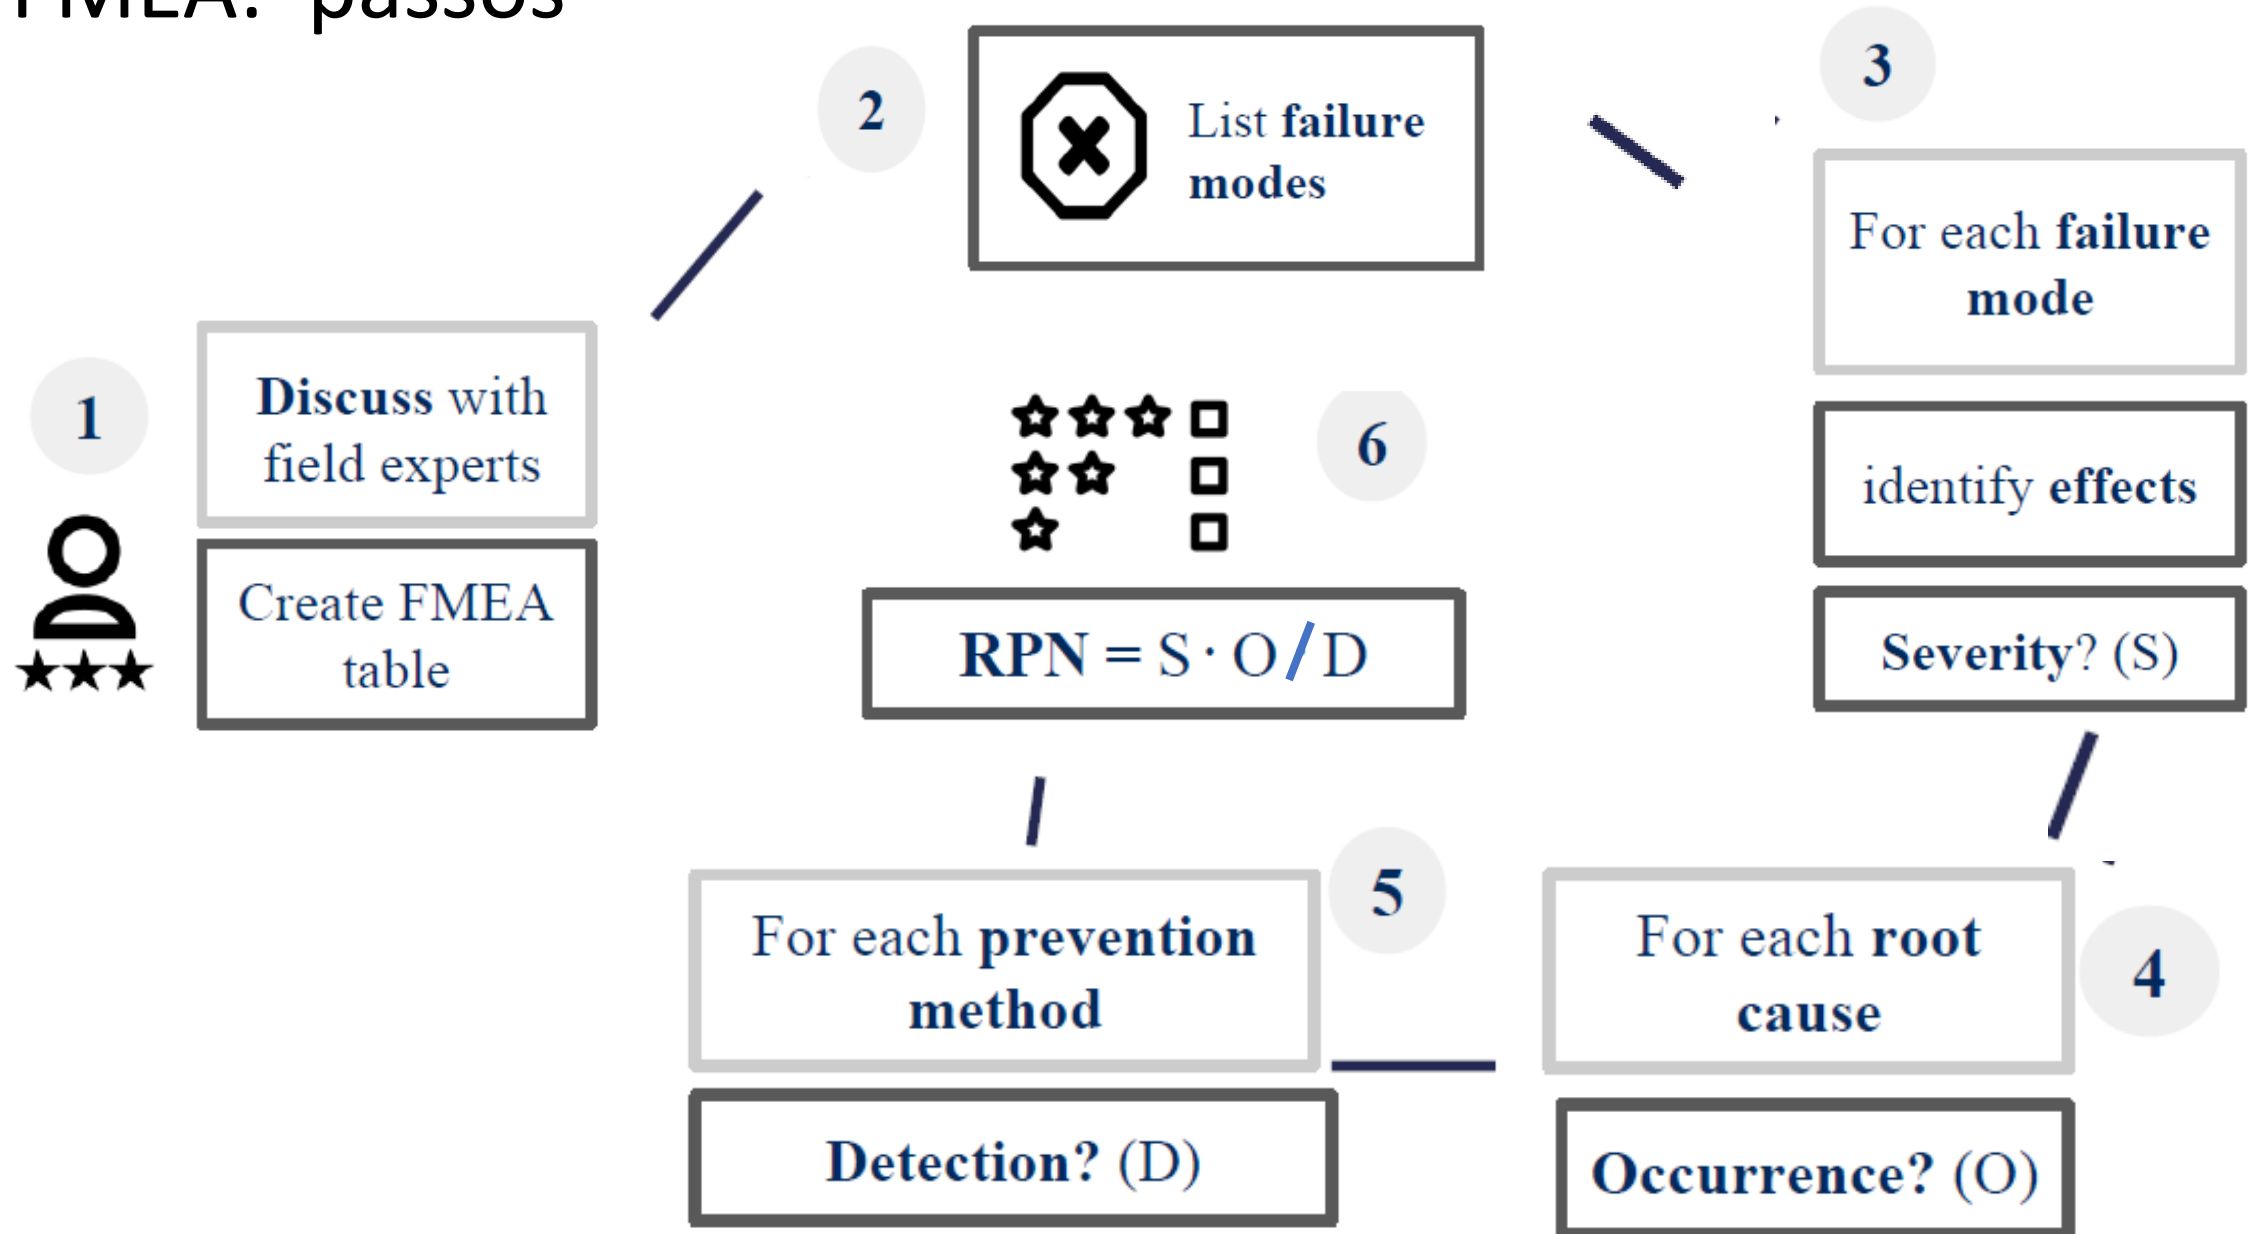 FMEA: passos
2
List failure
modes
3
For each failure
mode
identify effects
Severity? (S)
1
Discuss with
field experts
Create FMEA
table
6
RPN = S · O / D
5
For each prevention
method
Detection? (D)
4
For each root
cause
Occurrence? (O)